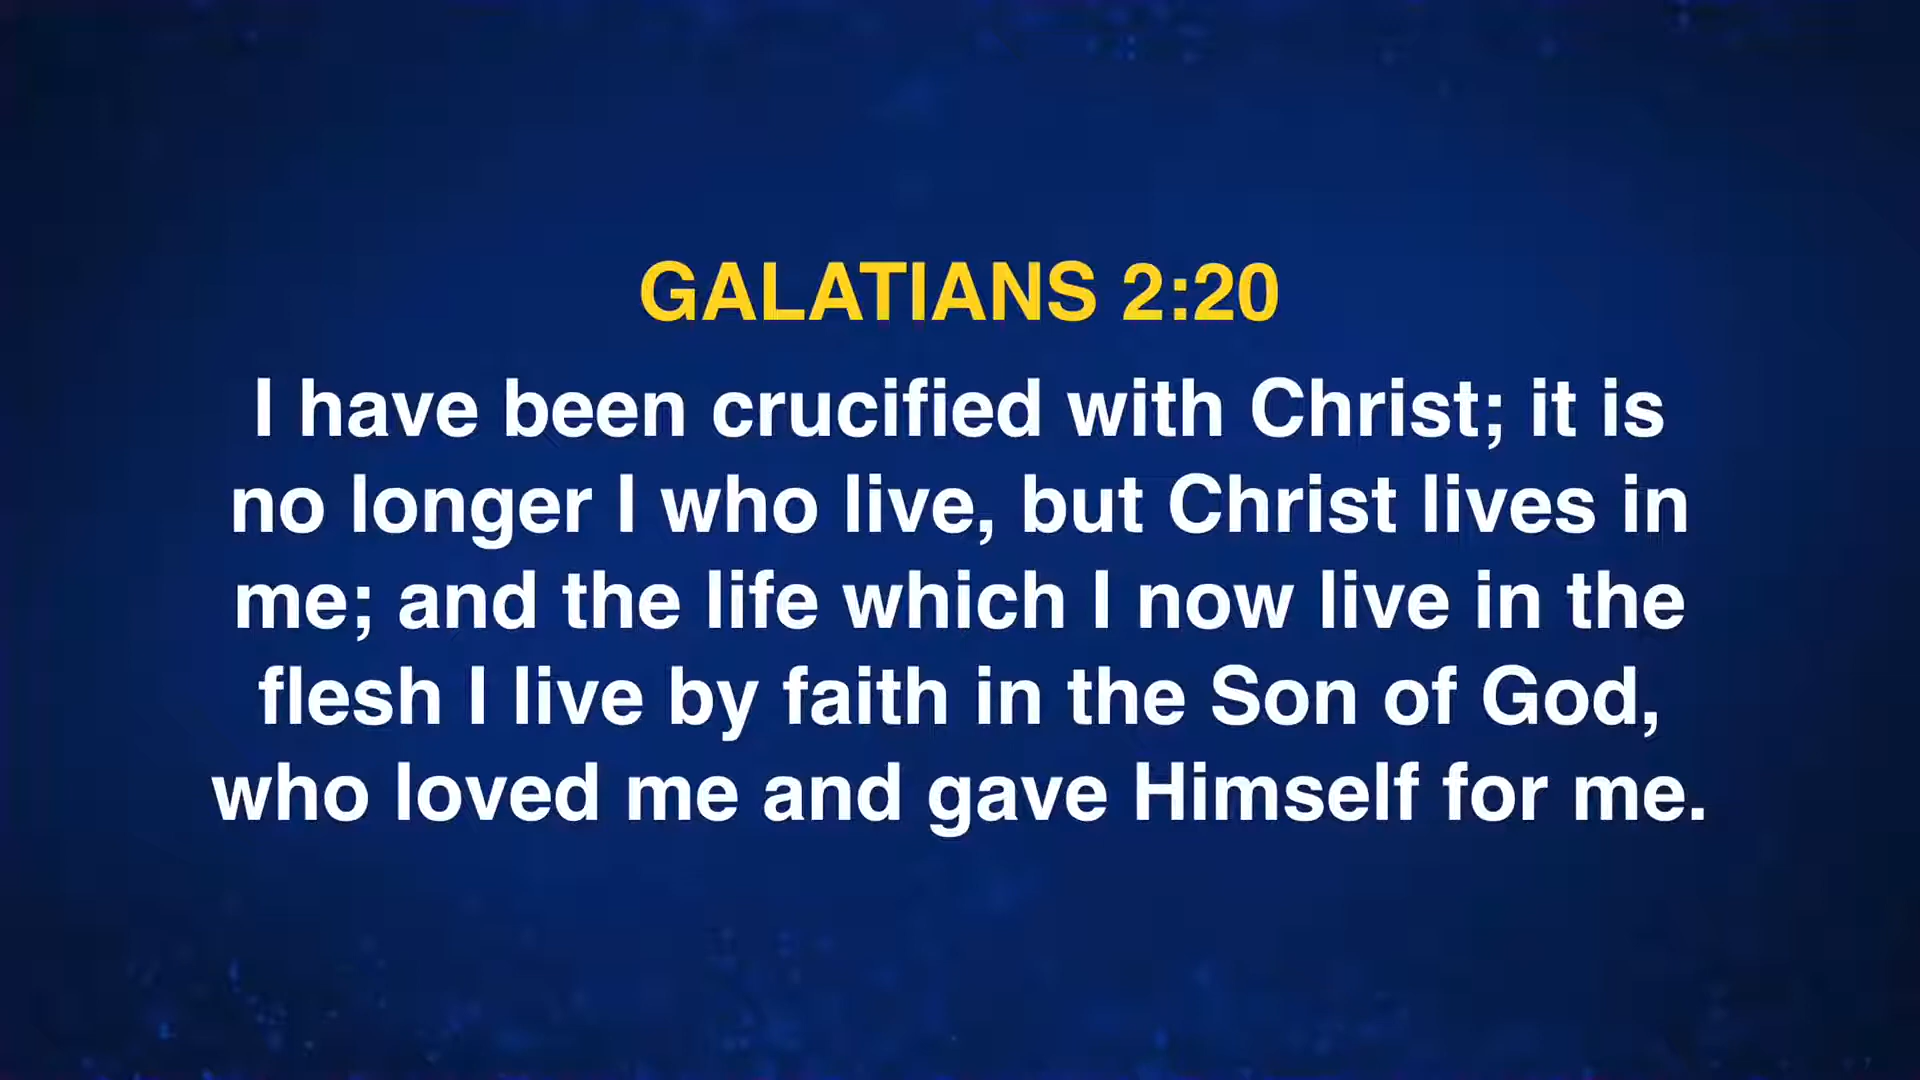 GALATIANS 2:20
I have been crucified with Christ; it is
no longer I who live, but Christ lives in
me; and the life which I now live in the
flesh I live by faith in the Son of God,
who loved me and gave Himself for me.